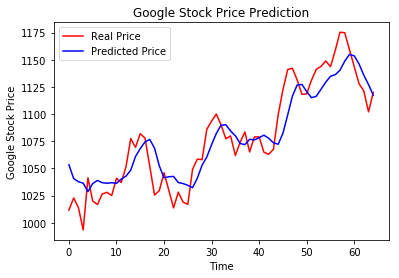 Google Stock Price Prediction
Real Price
Predicted Price
Google Stock Price
1175
1150
1125
1100
1075
1050
1025
1000
0 10 20 30 40 50 60
Time